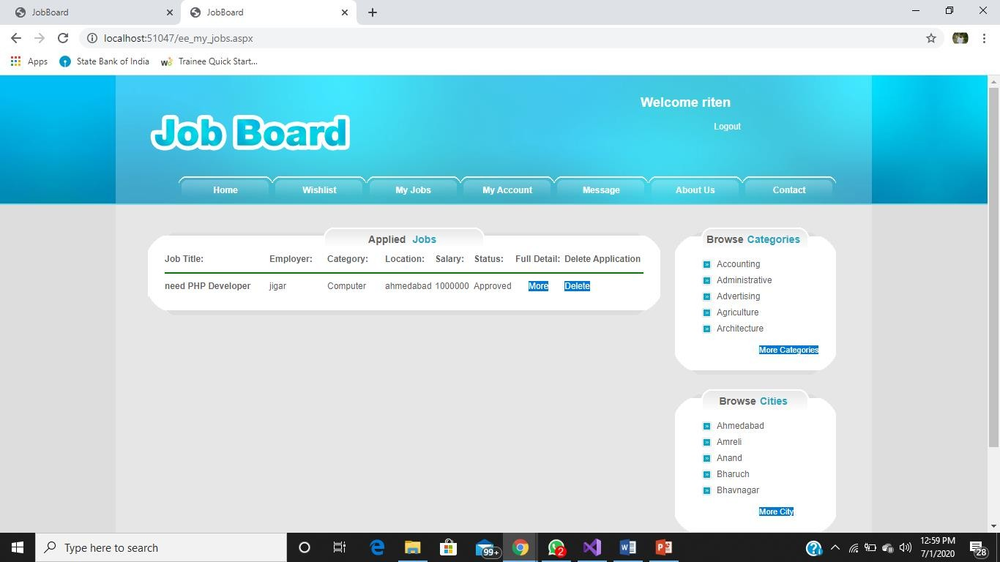 JobBoard
JobBoard
localhost:51047/ee_my_jobs.aspx
Apps State Bank of India Trainee Quick Start...
Welcome riten
Logout
Job Board
Home Wishlist My Jobs My Account Message About Us Contact
Applied Jobs
Job Title: Employer: Category: Location: Salary: Status: Full Detail: Delete Application
need PHP Developer jigar Computer ahmedabad 1000000 Approved More Delete
Browse Categories
Accounting
Administrative
Advertising
Agriculture
Architecture
More Categories
Browse Cities
Ahmedabad
Amreli
Anand
Bharuch
Bhavnagar
More City
Type here to search
99+
2
12:59 PM
7/1/2020
28